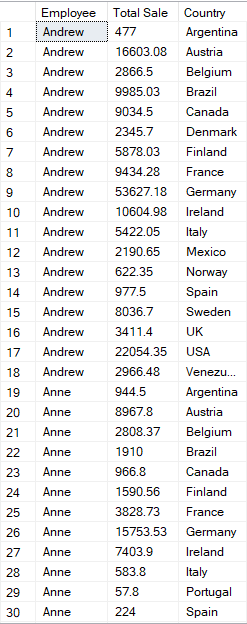 Employee Total Sale Country
1 Andrew 477 Argentina
2 Andrew 16603.08 Austria
3 Andrew 2866.5 Belgium
4 Andrew 9985.03 Brazil
5 Andrew 9034.5 Canada
6 Andrew 2345.7 Denmark
7 Andrew 5878.03 Finland
8 Andrew 9434.28 France
9 Andrew 53627.18 Germany
10 Andrew 10604.98 Ireland
11 Andrew 5422.05 Italy
12 Andrew 2190.65 Mexico
13 Andrew 622.35 Norway
14 Andrew 977.5 Spain
15 Andrew 8036.7 Sweden
16 Andrew 3411.4 UK
17 Andrew 22054.35 USA
18 Andrew 2966.48 Venezu...
19 Anne 944.5 Argentina
20 Anne 8967.8 Austria
21 Anne 2808.37 Belgium
22 Anne 1910 Brazil
23 Anne 966.8 Canada
24 Anne 1590.56 Finland
25 Anne 3828.73 France
26 Anne 15753.53 Germany
27 Anne 7403.9 Ireland
28 Anne 583.8 Italy
29 Anne 57.8 Portugal
30 Anne 224 Spain